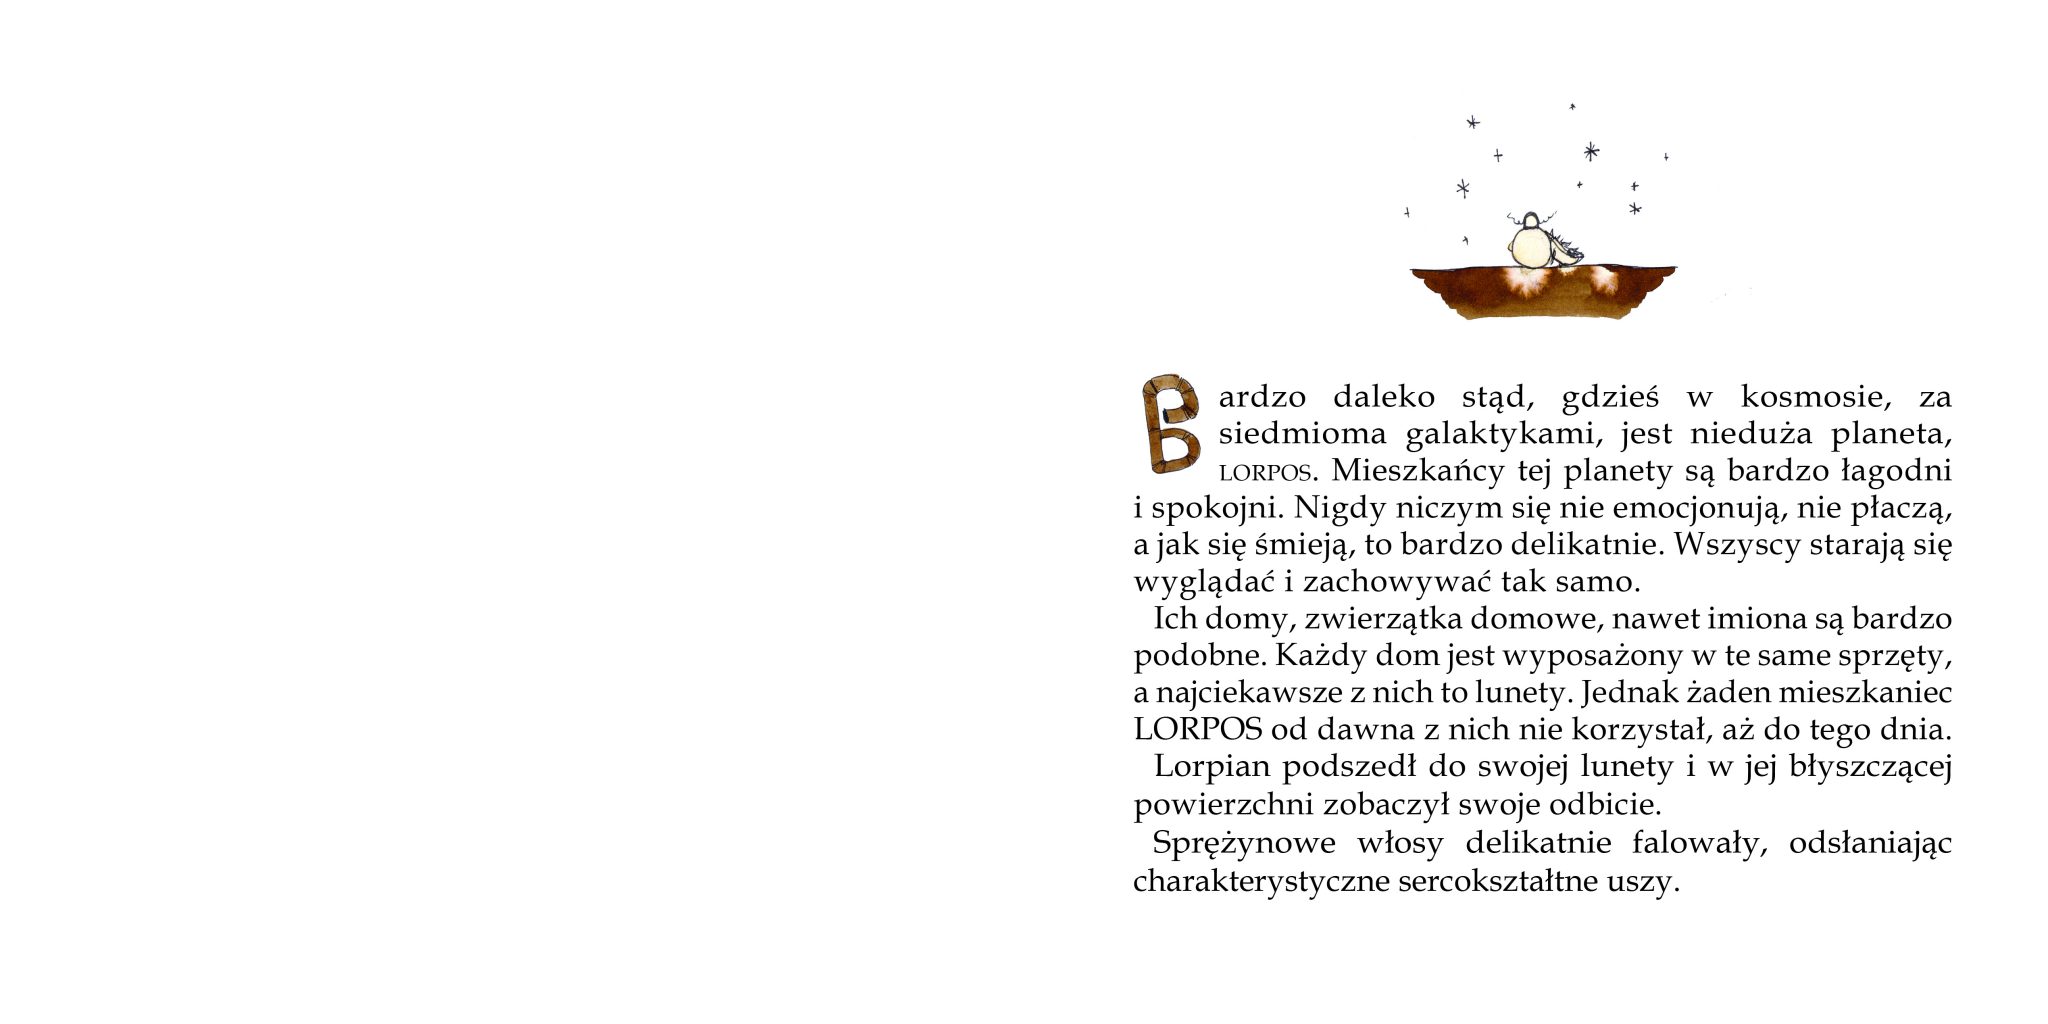 Bardzo daleko stąd, gdzieś w kosmosie, za
siedmioma galaktykami, jest nieduża planeta,
LORPOS. Mieszkańcy tej planety są bardzo łagodni
i spokojni. Nigdy niczym się nie emocjonują, nie płaczą,
a jak się śmieją, to bardzo delikatnie. Wszyscy starają się
wyglądać i zachowywać tak samo.
Ich domy, zwierzątka domowe, nawet imiona są bardzo
podobne. Każdy dom jest wyposażony w te same sprzęty,
a najciekawsze z nich to lunety. Jednak żaden mieszkaniec
LORPOS od dawna z nich nie korzystał, aż do tego dnia.
Lorpian podszedł do swojej lunety i w jej błyszczącej
powierzchni zobaczył swoje odbicie.
Sprężynowe włosy delikatnie falowały, odsłaniając
charakterystyczne sercokształtne uszy.